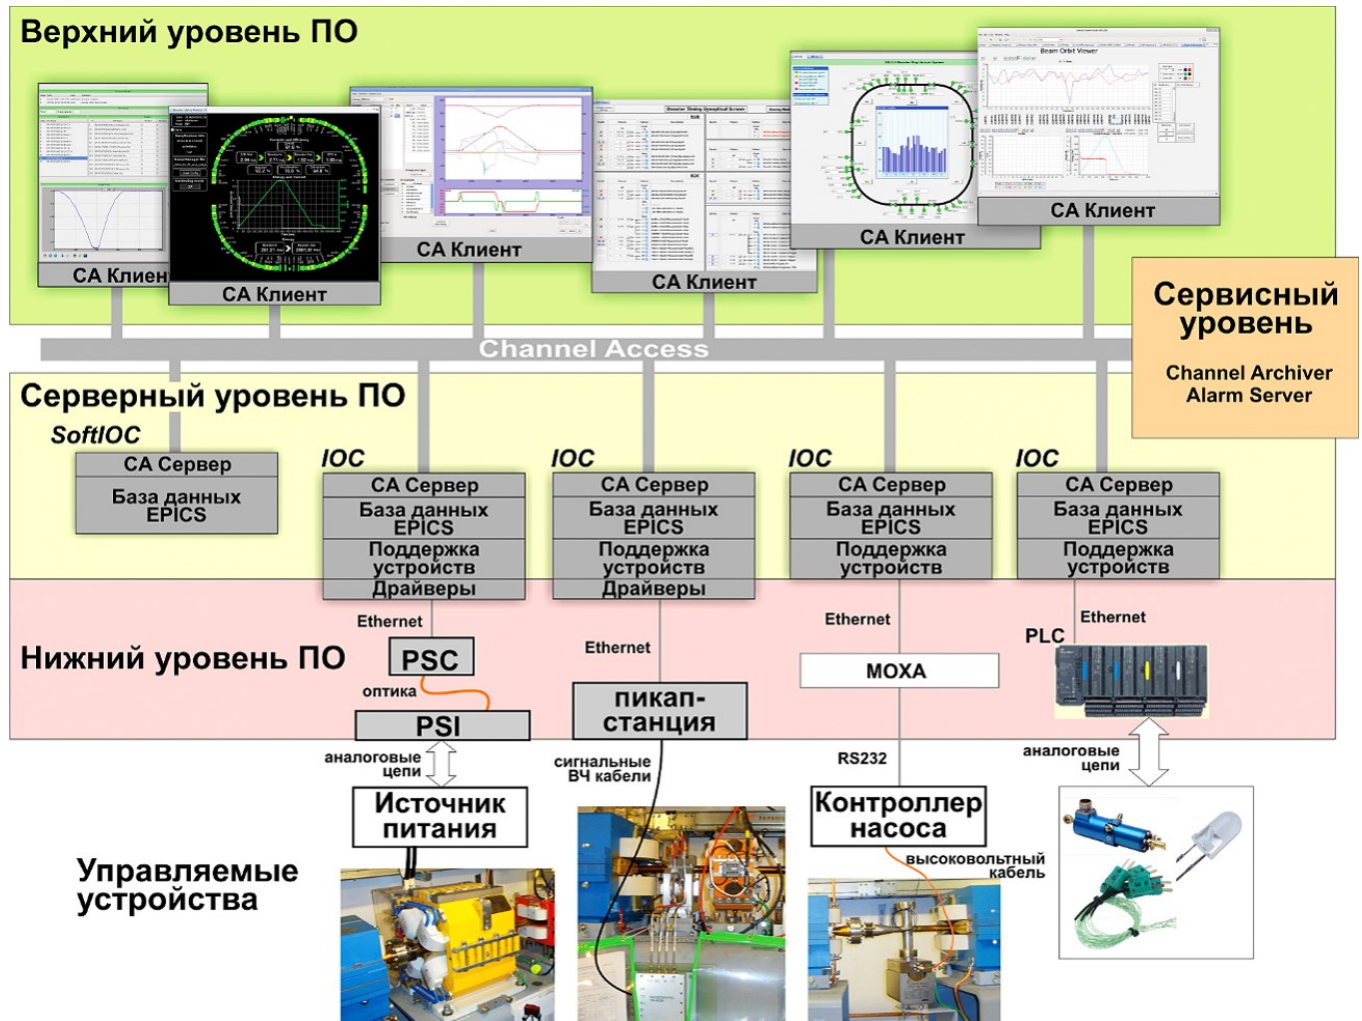 Верхний уровень ПО
Beam Orbit Viewer
Booster Timing Synoptical Screen
СА Клиент
СА Клиент
СА Клиент
СА Клиент
СА Клиент
СА Клиент
Сервисный
уровень
Channel Archiver
Alarm Server
Channel Access
Серверный уровень ПО
SoftIOC
СА Сервер
База данных
EPICS
IOC
СА Сервер
База данных
EPICS
Поддержка
устройств
Драйверы
IOC
СА Сервер
База данных
EPICS
Поддержка
устройств
Драйверы
IOC
СА Сервер
База данных
EPICS
Поддержка
устройств
IOC
СА Сервер
База данных
EPICS
Поддержка
устройств
Нижний уровень ПО
Ethernet
PSC
оптика
PSI
аналоговые
цепи
Источник
питания
Ethernet
пикап-
станция
сигнальные
ВЧ кабели
Ethernet
MOXA
RS232
Контроллер
насоса
высоковольтный
кабель
Ethernet
PLC
аналоговые
цепи
Управляемые
устройства